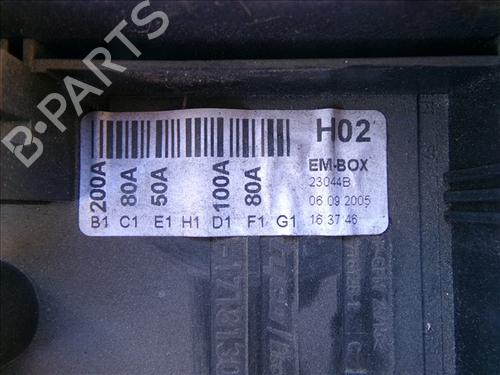 B-PARTS
H02
EM-BOX
23044B
06.09.2005
16 37 46
200A 80A 50A 100A 80A
B1 C1 E1 H1 D1 F1 G1